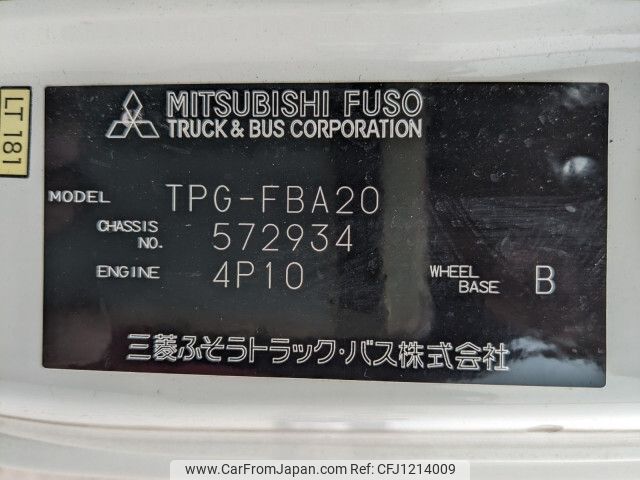 MITSUBISHI FUSO
TRUCK & BUS CORPORATION
LT 181
MODEL TPG-FBA20
CHASSIS NO. 572934
ENGINE 4P10
WHEEL BASE B
三菱ふそうトラック・バス株式会社
www.CarFromJapan.com | CFJ1214009